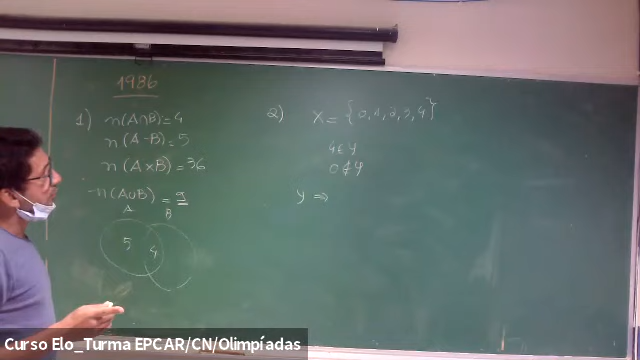 1986
1) n(A∩B)=4
n(A-B)=5
n(A×B)=36
n(A∪B)=9
A B
5 4
2) X={0,1,2,3,4}
4∈Y
0∉Y
Y ⇒
Curso Elo_Turma EPCAR/CN/Olimpíadas